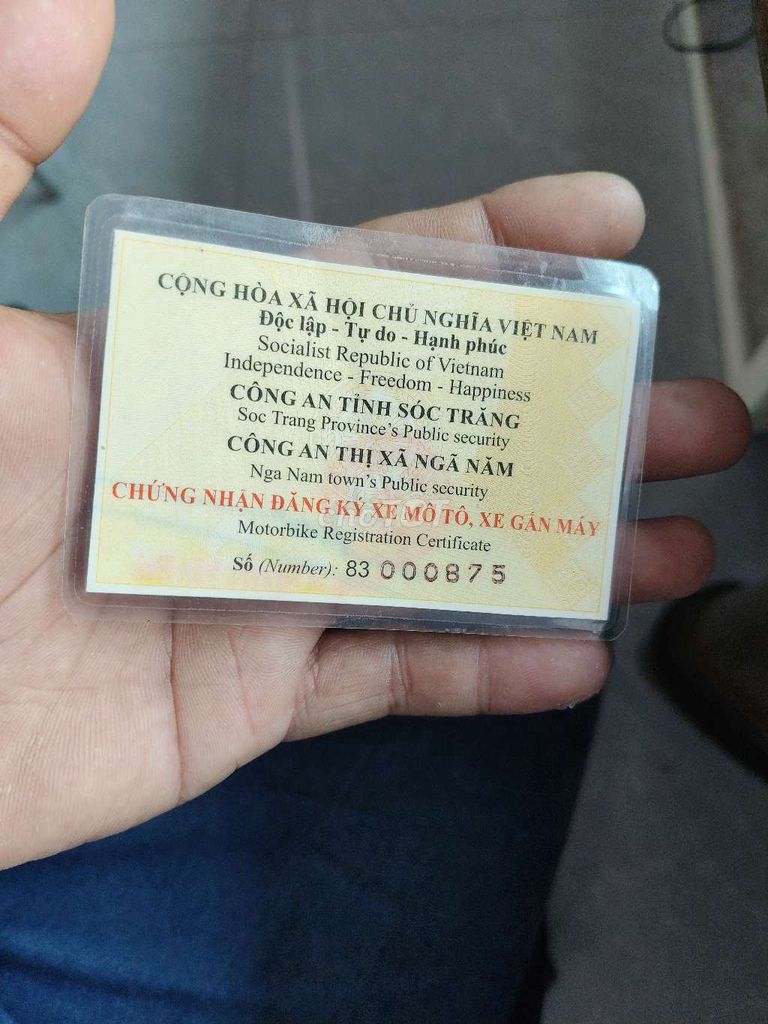 CỘNG HÒA XÃ HỘI CHỦ NGHĨA VIỆT NAM
Độc lập - Tự do - Hạnh phúc
Socialist Republic of Vietnam
Independence - Freedom - Happiness
CÔNG AN TỈNH SÓC TRĂNG
Soc Trang Province's Public security
CÔNG AN THỊ XÃ NGÃ NĂM
Nga Nam town's Public security
CHỨNG NHẬN ĐĂNG KÝ XE MÔ TÔ, XE GẮN MÁY
Motorbike Registration Certificate
Số (Number): 83 000875